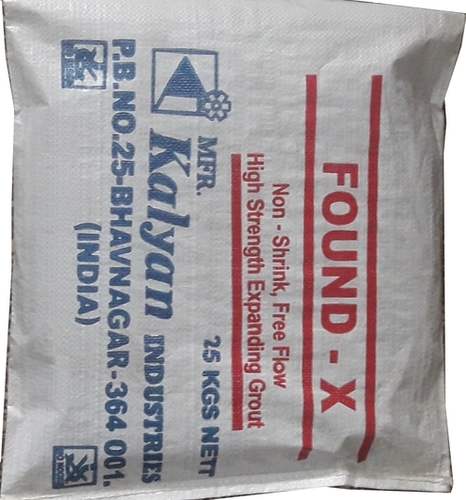 FOUND - X
Non - Shrink, Free Flow
High Strength Expanding Grout
MFR. 25 KGS NETT
Kalyan INDUSTRIES
P.B.NO.25-BHAVNAGAR-364 001.
(INDIA)